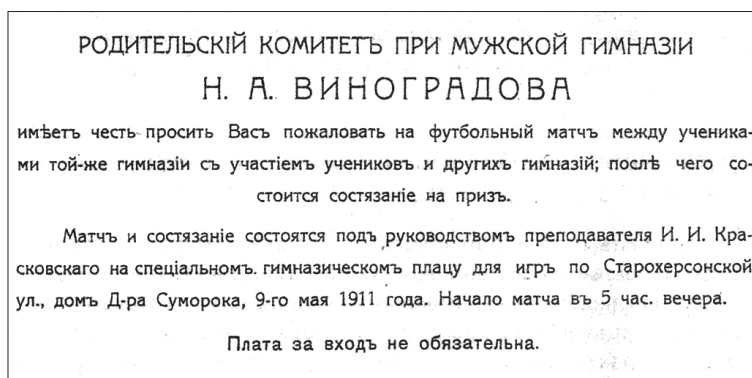 РОДИТЕЛЬСКІЙ КОМИТЕТЪ ПРИ МУЖСКОЙ ГИМНАЗІИ
Н. А. ВИНОГРАДОВА
имѣетъ честь просить Васъ пожаловать на футбольный матчъ между ученика-
ми той-же гимназіи съ участіемъ учениковъ и другихъ гимназій; послѣ чего со-
стоится состязаніе на призъ.
Матчъ и состязаніе состоятся подъ руководствомъ преподавателя И. И. Кра-
сковскаго на спеціальномъ. гимназическомъ плацу для игръ по Старохерсонской
ул., домъ Д-ра Суморока, 9-го мая 1911 года. Начало матча въ 5 час. вечера.
Плата за входъ не обязательна.